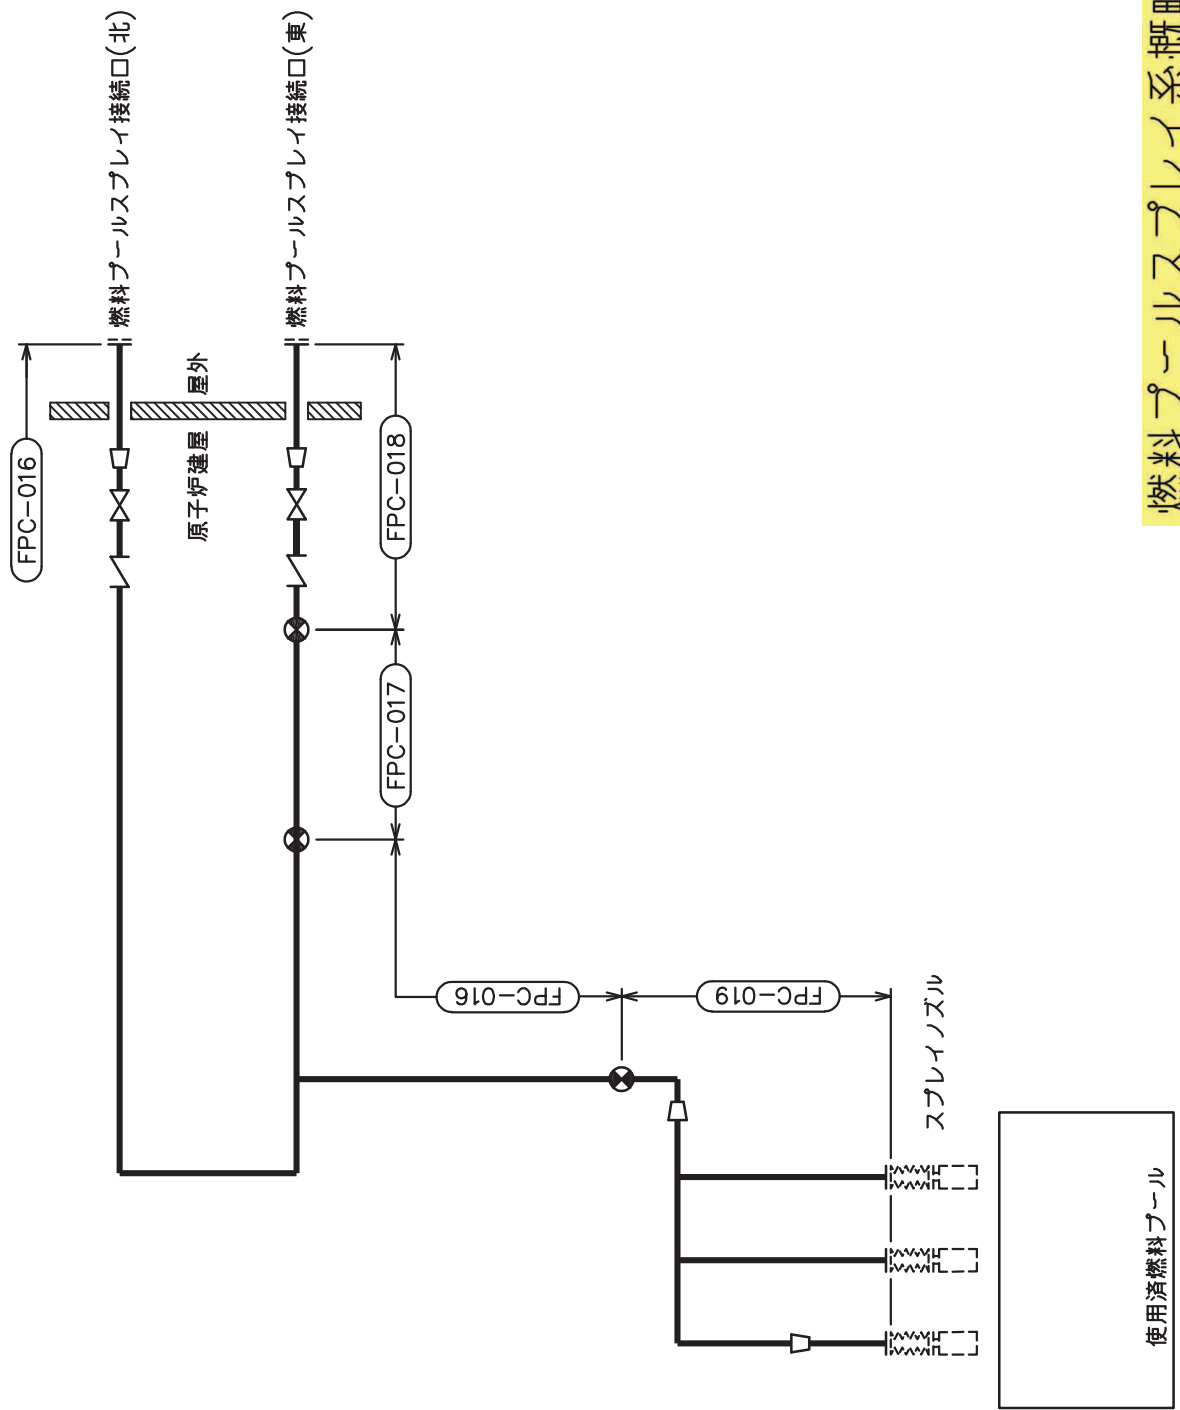 燃料プールスプレイ接続口(北)
燃料プールスプレイ接続口(東)
FPC-016
屋外
原子炉建屋
FPC-018
FPC-017
FPC-016
FPC-019
スプレイノズル
使用済燃料プール
燃料プールスプレイ系概